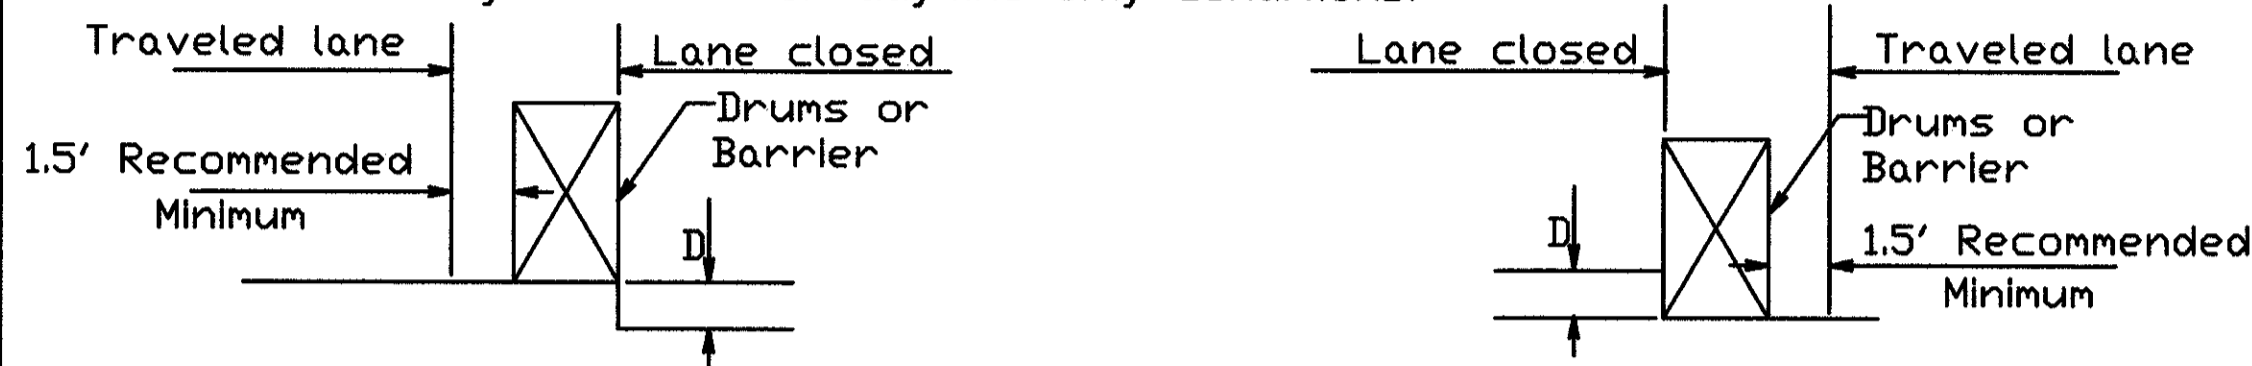 Traveled lane
Lane closed
Drums or
Barrier
1.5' Recommended
Minimum
D
Lane closed
Traveled lane
Drums or
Barrier
D
1.5' Recommended
Minimum